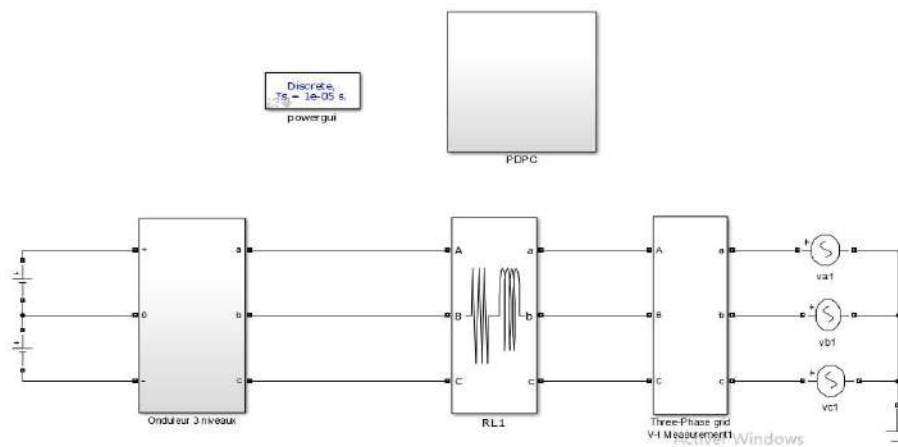 Discrete,
Ts = 1e-05 s.
powergui
PDPC
+ a
0 b
- c
Onduleur 3 niveaux
A a
B b
C c
RL1
A a
B b
C c
Three-Phase grid
V-I Measurement1
+
va1
+
vb1
+
vc1
Activer Windows